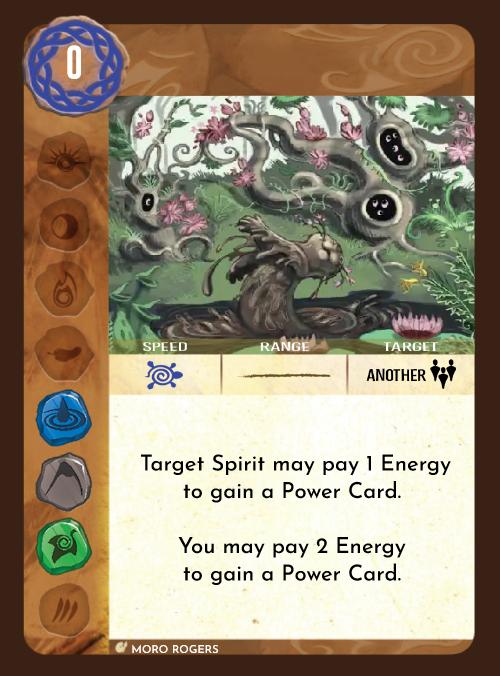 0
SPEED RANGE TARGET
ANOTHER
Target Spirit may pay 1 Energy
to gain a Power Card.
You may pay 2 Energy
to gain a Power Card.
MORO ROGERS